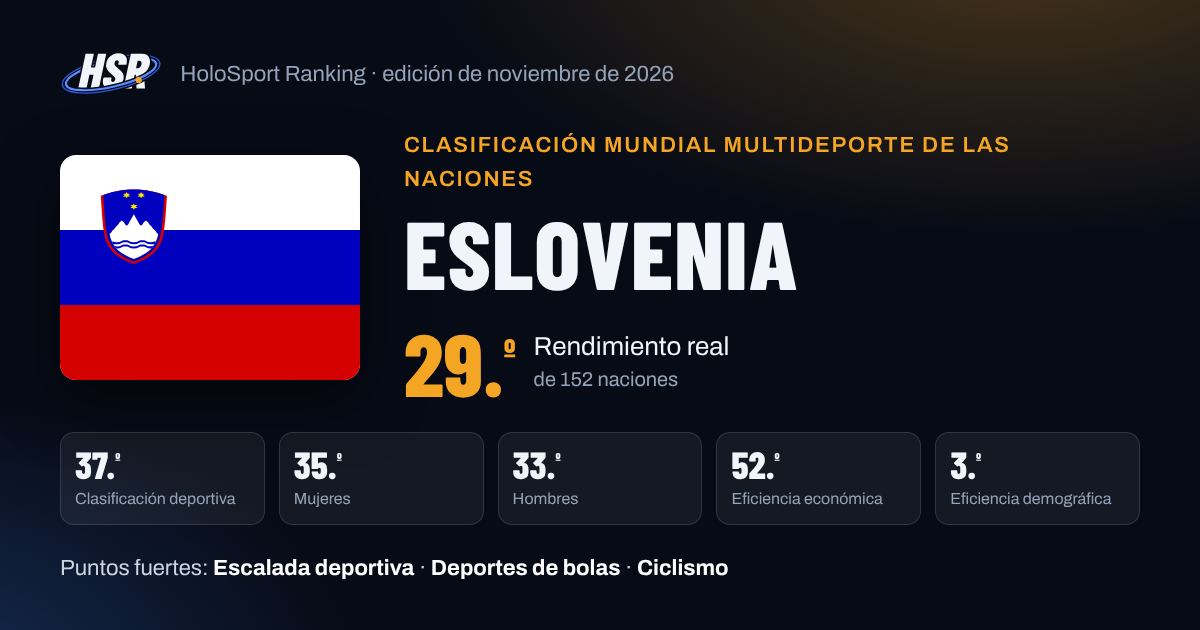 HSR
HoloSport Ranking · edición de noviembre de 2026
CLASIFICACIÓN MUNDIAL MULTIDEPORTE DE LAS
NACIONES
ESLOVENIA
29.º
Rendimiento real
de 152 naciones
37.º
Clasificación deportiva
35.º
Mujeres
33.º
Hombres
52.º
Eficiencia económica
3.º
Eficiencia demográfica
Puntos fuertes: Escalada deportiva · Deportes de bolas · Ciclismo